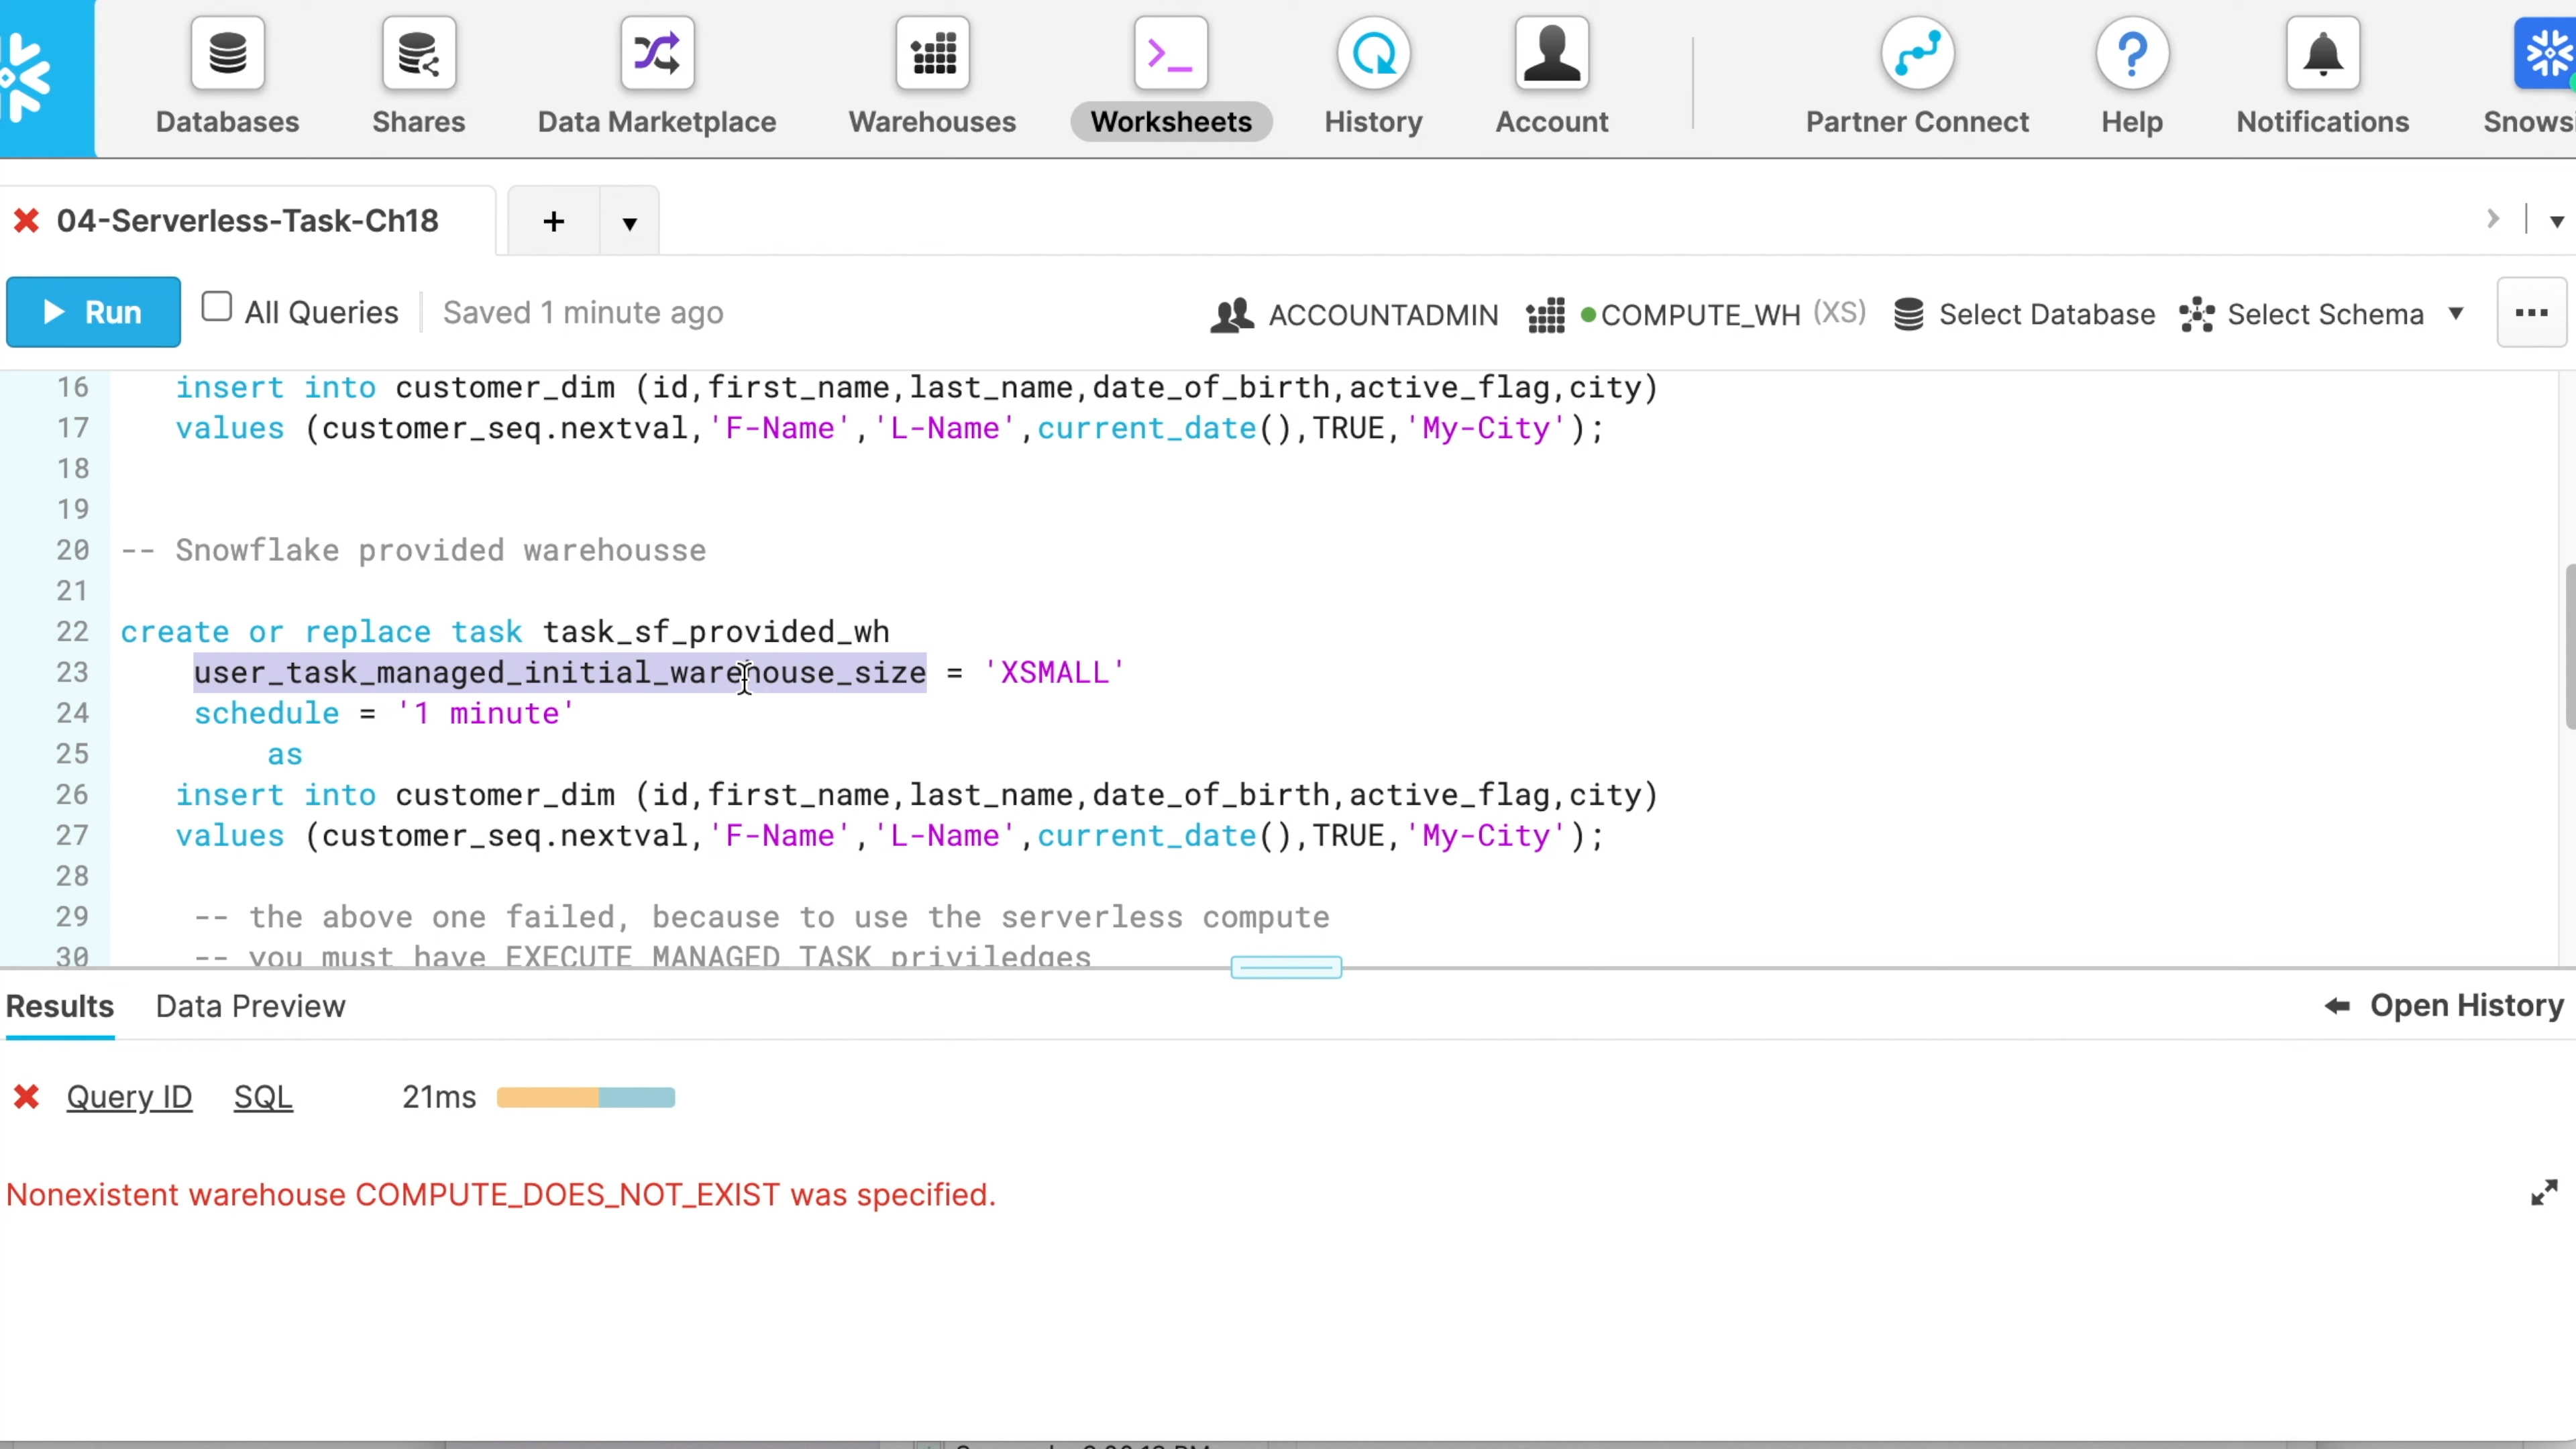 Databases Shares Data Marketplace Warehouses Worksheets History Account Partner Connect Help Notifications
04-Serverless-Task-Ch18 +
Run All Queries Saved 1 minute ago ACCOUNTADMIN COMPUTE_WH (XS) Select Database Select Schema ...
16 insert into customer_dim (id,first_name,last_name,date_of_birth,active_flag,city)
17 values (customer_seq.nextval,'F-Name','L-Name',current_date(),TRUE,'My-City');
18
19
20 -- Snowflake provided warehousse
21
22 create or replace task task_sf_provided_wh
23 user_task_managed_initial_warehouse_size = 'XSMALL'
24 schedule = '1 minute'
25 as
26 insert into customer_dim (id,first_name,last_name,date_of_birth,active_flag,city)
27 values (customer_seq.nextval,'F-Name','L-Name',current_date(),TRUE,'My-City');
28
29 -- the above one failed, because to use the serverless compute
30 -- you must have EXECUTE MANAGED TASK priviledges
Results Data Preview Open History
Query ID SQL 21ms
Nonexistent warehouse COMPUTE_DOES_NOT_EXIST was specified.